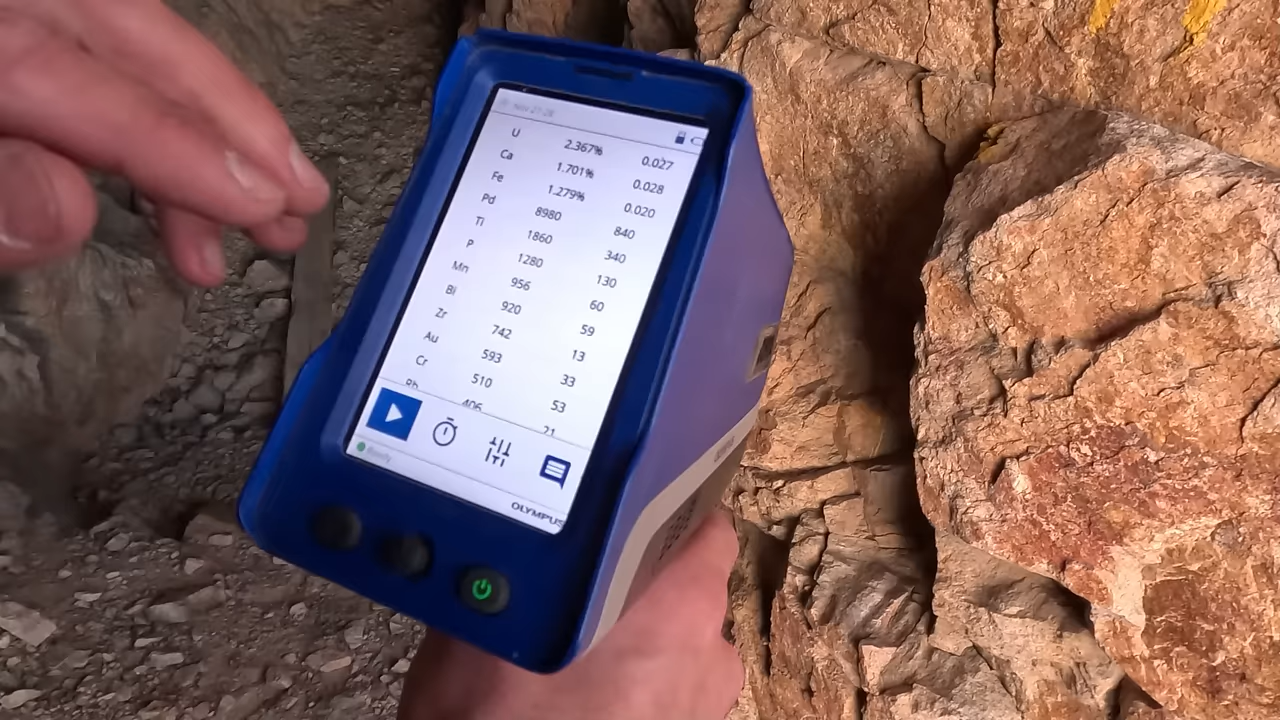 U 2.367% 0.027
Ca 1.701% 0.028
Fe 1.279% 0.020
Pd 8980 840
Ti 1860 340
P 1280 130
Mn 956 60
Bi 920 59
Zr 742 13
Au 593 33
Cr 510 53
Rh 406 21
Ready
OLYMPUS